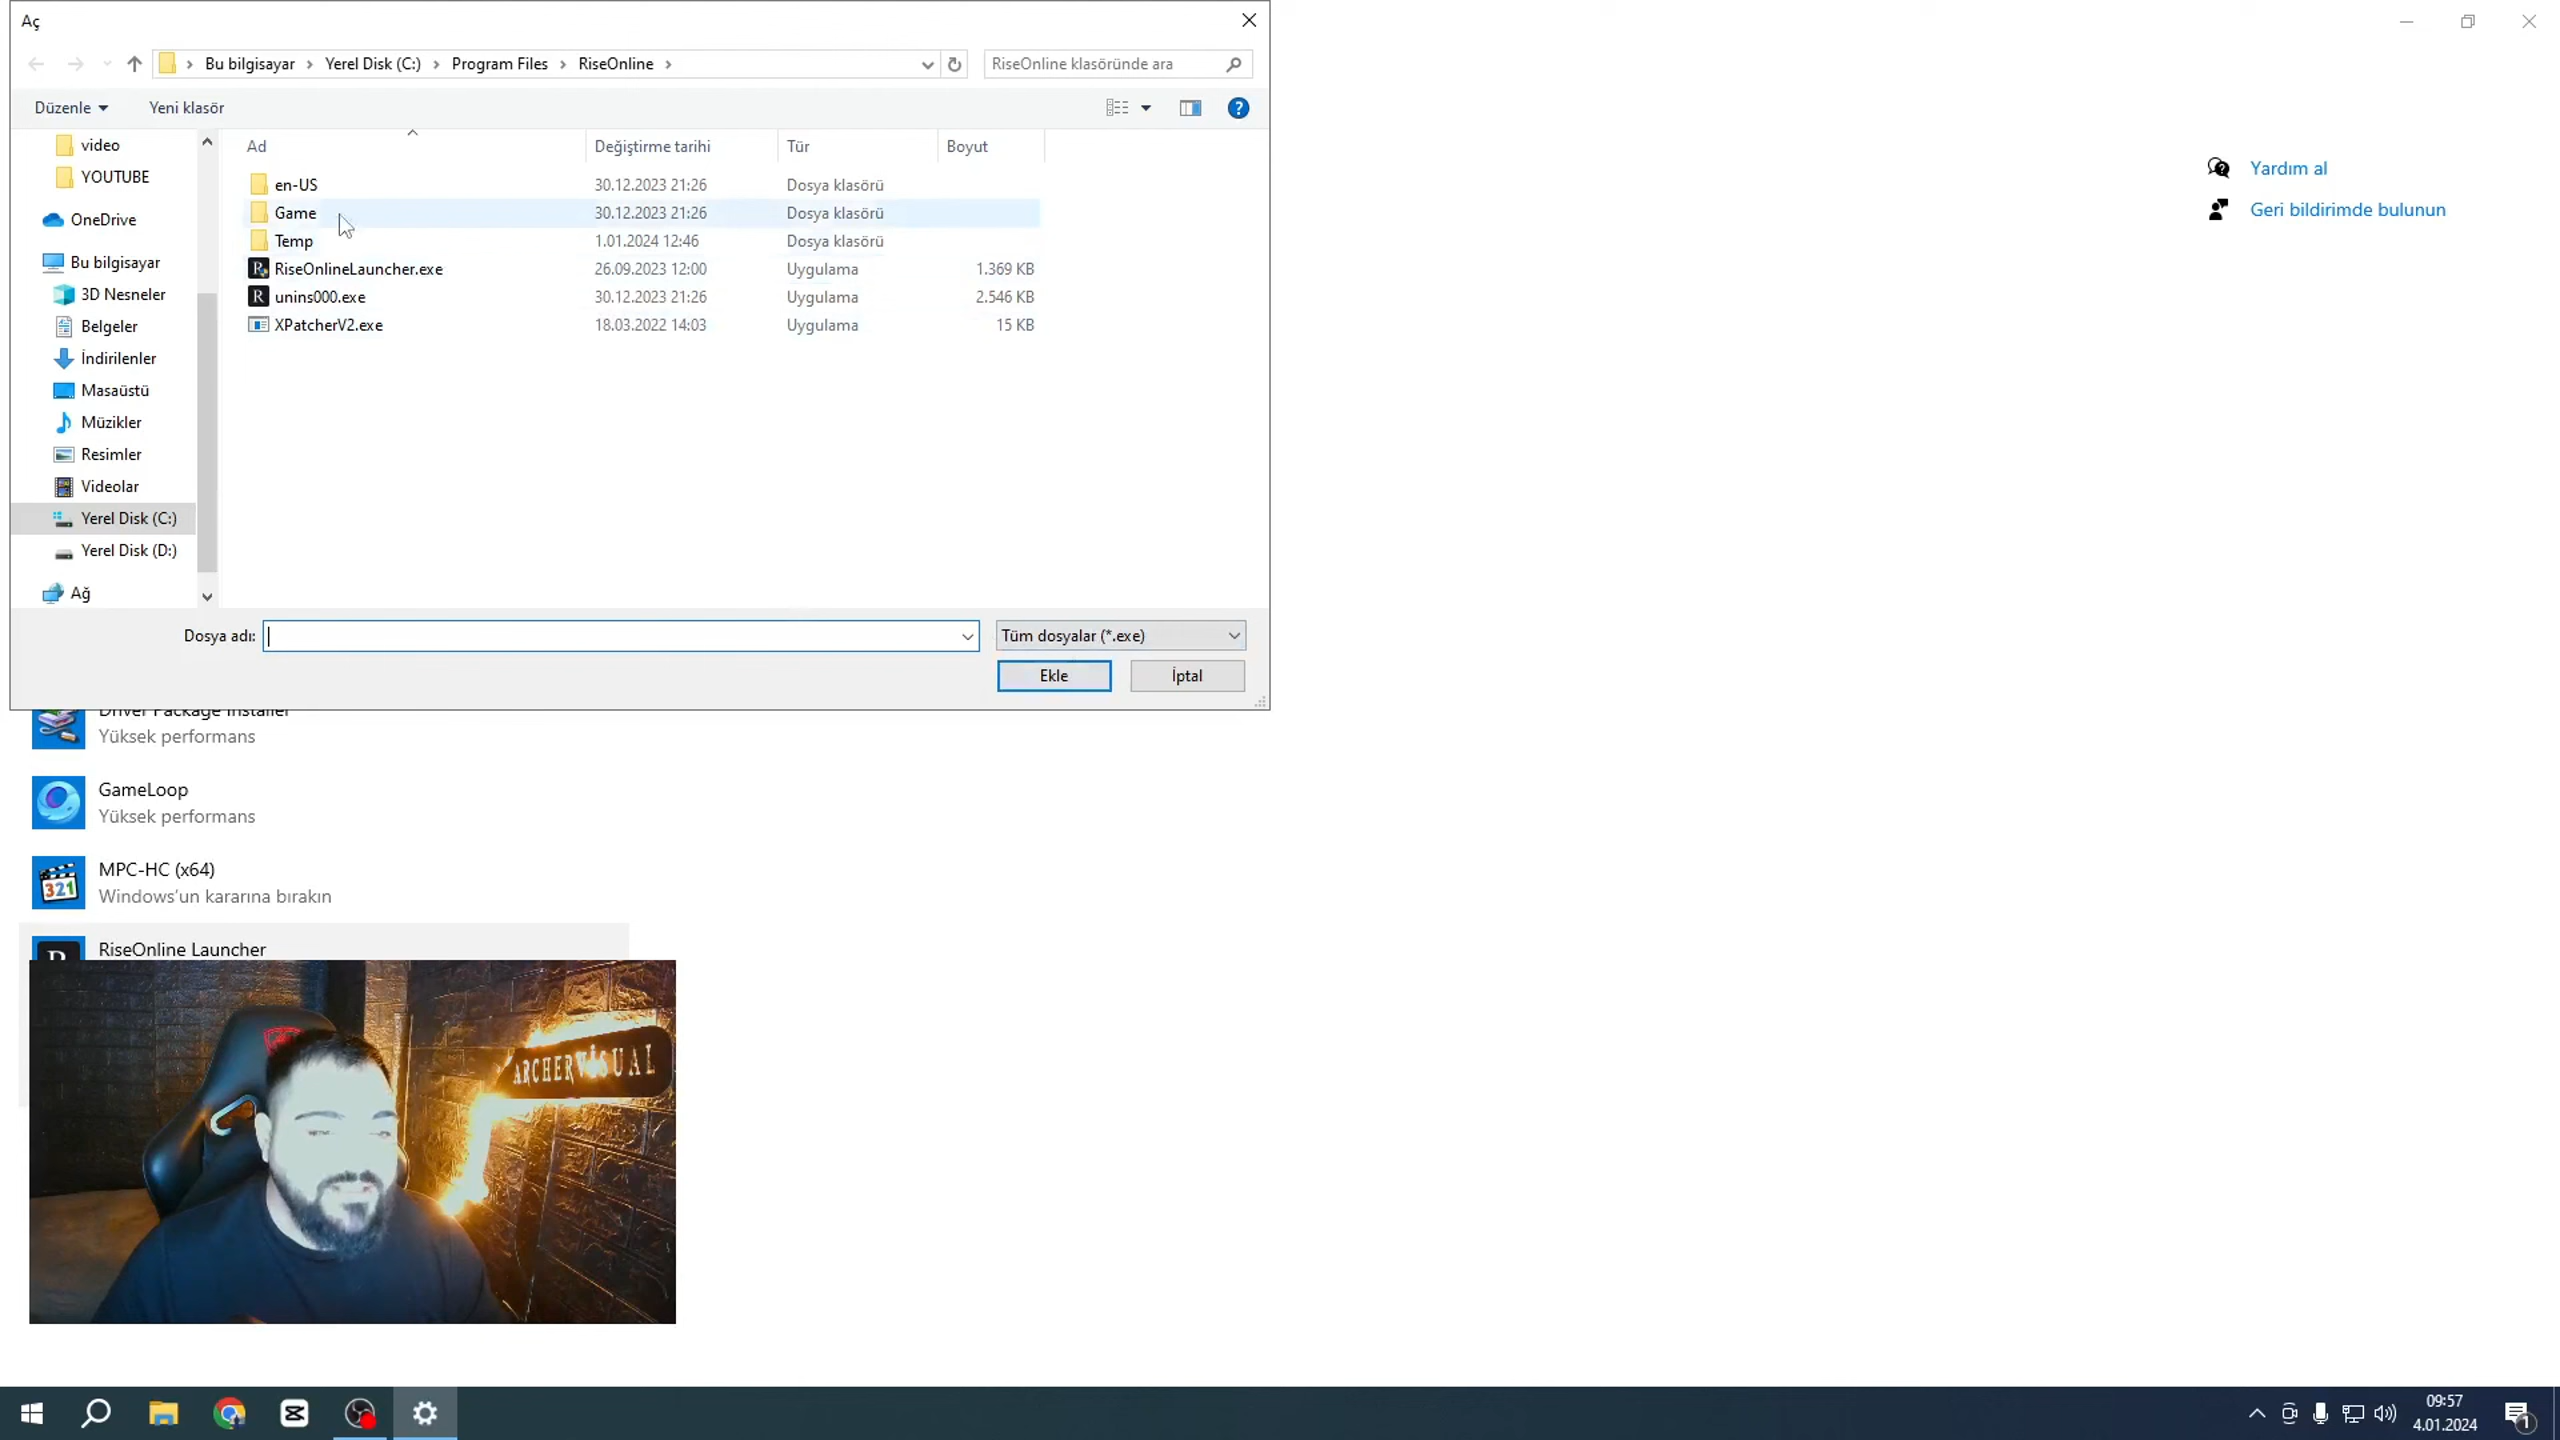 Aç
Bu bilgisayar > Yerel Disk (C:) > Program Files > RiseOnline >
RiseOnline klasöründe ara
Düzenle
Yeni klasör
video
YOUTUBE
OneDrive
Bu bilgisayar
3D Nesneler
Belgeler
İndirilenler
Masaüstü
Müzikler
Resimler
Videolar
Yerel Disk (C:)
Yerel Disk (D:)
Ağ
Ad Değiştirme tarihi Tür Boyut
en-US 30.12.2023 21:26 Dosya klasörü
Game 30.12.2023 21:26 Dosya klasörü
Temp 1.01.2024 12:46 Dosya klasörü
RiseOnlineLauncher.exe 26.09.2023 12:00 Uygulama 1.369 KB
unins000.exe 30.12.2023 21:26 Uygulama 2.546 KB
XPatcherV2.exe 18.03.2022 14:03 Uygulama 15 KB
Dosya adı:
Tüm dosyalar (*.exe)
Ekle
İptal
Yardım al
Geri bildirimde bulunun
Driver Package Installer
Yüksek performans
GameLoop
Yüksek performans
321
MPC-HC (x64)
Windows'un kararına bırakın
RiseOnline Launcher
ARCHERVİSUAL
09:57
4.01.2024
1